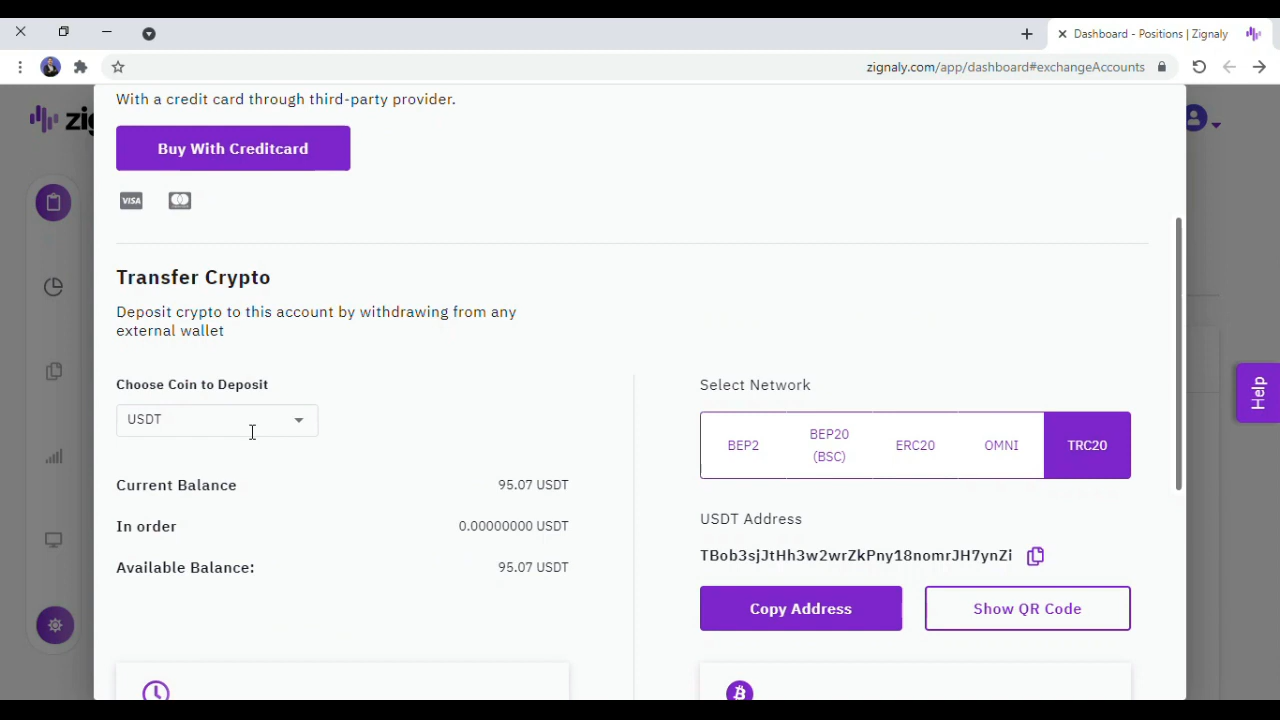 Dashboard - Positions | Zignaly
zignaly.com/app/dashboard#exchangeAccounts
zig
With a credit card through third-party provider.
Buy With Creditcard
VISA
Transfer Crypto
Deposit crypto to this account by withdrawing from any
external wallet
Choose Coin to Deposit
USDT
Current Balance 95.07 USDT
In order 0.00000000 USDT
Available Balance: 95.07 USDT
Select Network
BEP2
BEP20
(BSC)
ERC20
OMNI
TRC20
USDT Address
TBob3sjJtHh3w2wrZkPny18nomrJH7ynZi
Copy Address
Show QR Code
Help